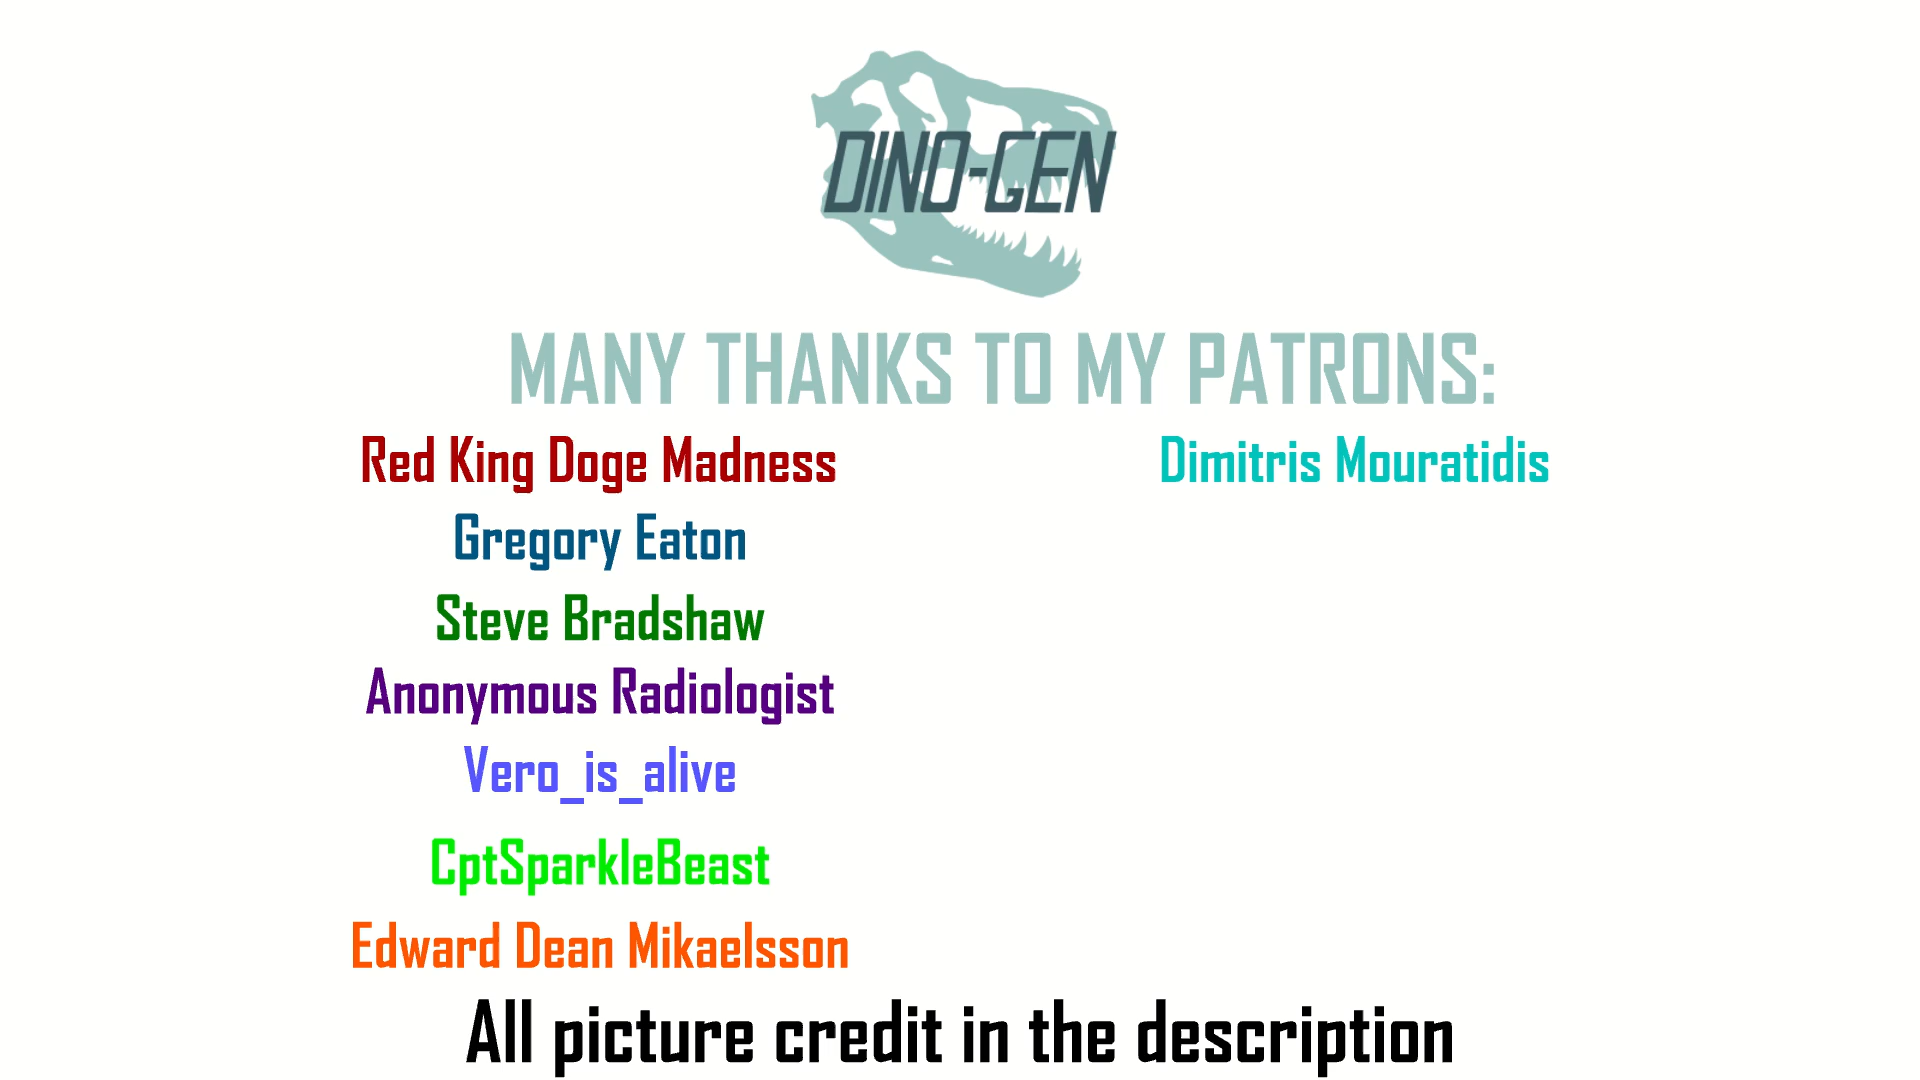 DINO-GEN
MANY THANKS TO MY PATRONS:
Red King Doge Madness
Gregory Eaton
Steve Bradshaw
Anonymous Radiologist
Vero_is_alive
CptSparkleBeast
Edward Dean Mikaelsson
Dimitris Mouratidis
All picture credit in the description